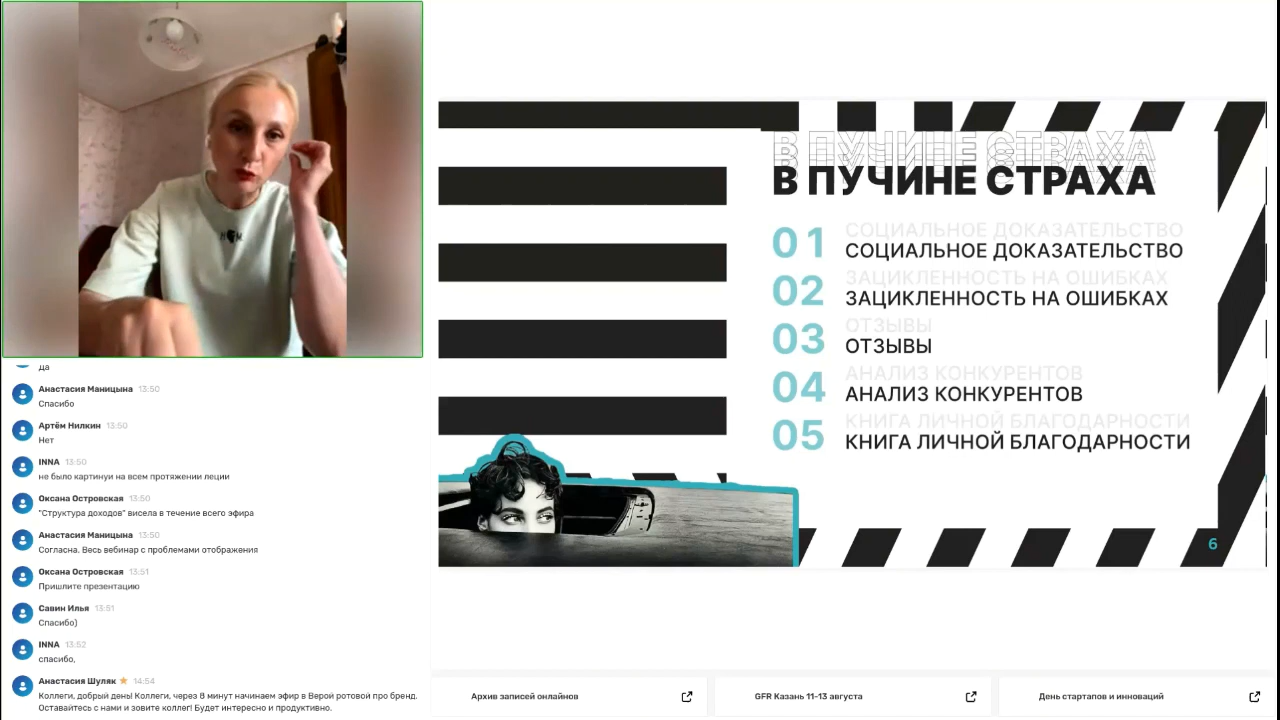 Да
Анастасия Маницына 13:50
Спасибо
Артём Нилкин 13:50
Нет
INNA 13:50
не было картинуи на всем протяжении леции
Оксана Островская 13:50
"Структура доходов" висела в течение всего эфира
Анастасия Маницына 13:50
Согласна. Весь вебинар с проблемами отображения
Оксана Островская 13:51
Пришлите презентацию
Савин Илья 13:51
Спасибо)
INNA 13:52
спасибо,
Анастасия Шуляк 14:54
Коллеги, добрый день! Коллеги, через 8 минут начинаем эфир в Верой ротовой про бренд.
Оставайтесь с нами и зовите коллег! Будет интересно и продуктивно.
В ПУЧИНЕ СТРАХА
В ПУЧИНЕ СТРАХА
01 СОЦИАЛЬНОЕ ДОКАЗАТЕЛЬСТВО
СОЦИАЛЬНОЕ ДОКАЗАТЕЛЬСТВО
02 ЗАЦИКЛЕННОСТЬ НА ОШИБКАХ
ЗАЦИКЛЕННОСТЬ НА ОШИБКАХ
03 ОТЗЫВЫ
ОТЗЫВЫ
04 АНАЛИЗ КОНКУРЕНТОВ
АНАЛИЗ КОНКУРЕНТОВ
05 КНИГА ЛИЧНОЙ БЛАГОДАРНОСТИ
КНИГА ЛИЧНОЙ БЛАГОДАРНОСТИ
6
Архив записей онлайнов
GFR Казань 11-13 августа
День стартапов и инноваций